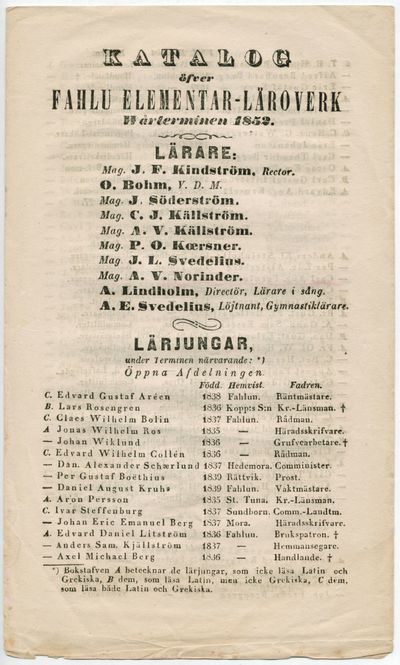 KATALOG
öfver
FAHLU ELEMENTAR-LÄROVERK
Wårterminen 1852.
LÄRARE:
Mag. J. F. Kindström, Rector.
O. Bohm, V. D. M.
Mag. J. Söderström.
Mag. C. J. Källström.
Mag. A. V. Källström.
Mag. P. O. Kœrsner.
Mag. J. L. Svedelius.
Mag. A. V. Norinder.
A. Lindholm, Directör, Lärare i sång.
A. E. Svedelius, Löjtnant, Gymnastiklärare.
LÄRJUNGAR,
under Terminen närvarande: *)
Öppna Afdelningen.
Född. Hemvist. Fadren.
C. Edvard Gustaf Aréen 1838 Fahlun. Räntmästare.
B. Lars Rosengren 1836 Koppis S:n Kr.-Länsman. †
C. Claes Wilhelm Bolin 1837 Fahlun. Rådman.
A Jonas Wilhelm Ros 1835 — Häradsskrifvare.
— Johan Wiklund 1836 — Grufvearbetare. †
C. Edvard Wilhelm Collén 1836 — Rådman.
— Dan. Alexander Schærlund 1837 Hedemora. Comminister.
— Per Gustaf Boëthius 1839 Rättvik. Prost.
— Daniel August Kruhs 1839 Fahlun. Vaktmästare.
A. Aron Persson 1835 St. Tuna. Kr.-Länsman.
C. Ivar Steffenburg 1837 Sundborn. Comm.-Landtm.
— Johan Eric Emanuel Berg 1837 Mora. Häradsskrifvare.
A. Edvard Daniel Litström 1836 Fahlun. Brukspatron. †
— Anders Sam. Kjällström 1837 — Hemmansegare.
— Axel Michael Berg 1836 — Handlande. †
*) Bokstafven A betecknar de lärjungar, som icke läsa Latin och
Grekiska, B dem, som läsa Latin, men icke Grekiska, C dem,
som läsa både Latin och Grekiska.